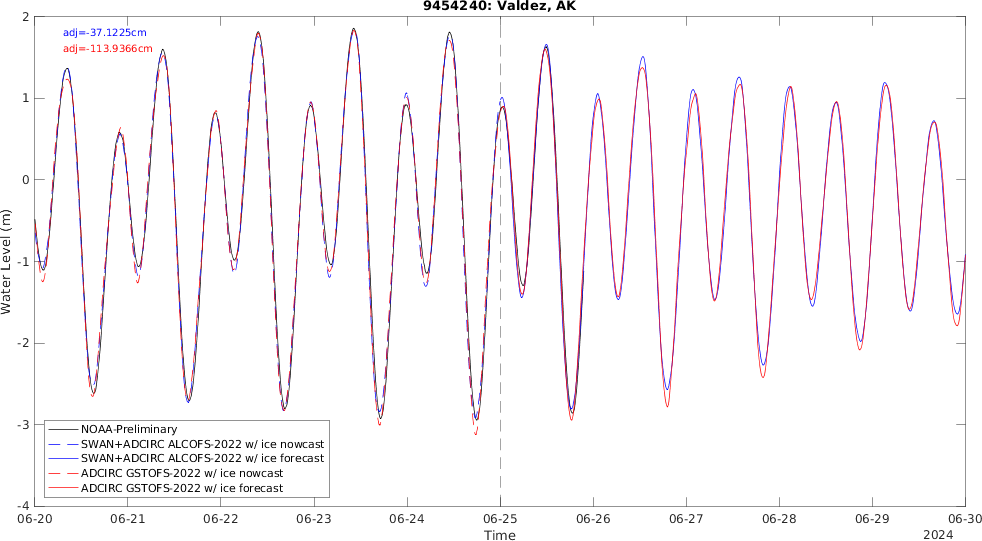 9454240: Valdez, AK
adj=-37.1225cm
adj=-113.9366cm
2
1
0
-1
-2
-3
-4
Water Level (m)
NOAA-Preliminary
SWAN+ADCIRC ALCOFS-2022 w/ ice nowcast
SWAN+ADCIRC ALCOFS-2022 w/ ice forecast
ADCIRC GSTOFS-2022 w/ ice nowcast
ADCIRC GSTOFS-2022 w/ ice forecast
06-20 06-21 06-22 06-23 06-24 06-25 06-26 06-27 06-28 06-29 06-30
Time
2024